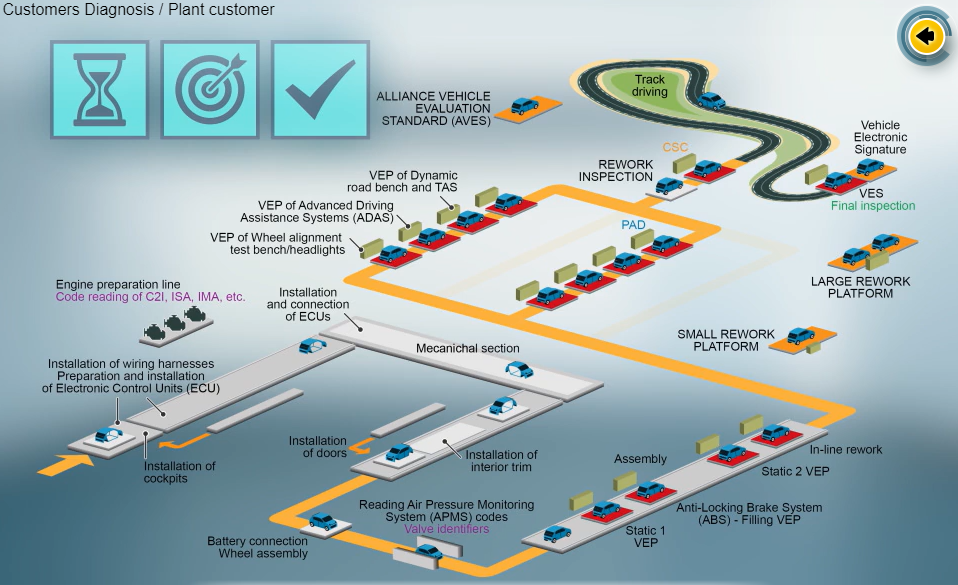 Customers Diagnosis / Plant customer
ALLIANCE VEHICLE
EVALUATION
STANDARD (AVES)
Track
driving
Vehicle
Electronic
Signature
CSC
REWORK
INSPECTION
VES
Final inspection
VEP of Dynamic
road bench and TAS
VEP of Advanced Driving
Assistance Systems (ADAS)
VEP of Wheel alignment
test bench/headlights
PAD
LARGE REWORK
PLATFORM
Engine preparation line
Code reading of C2I, ISA, IMA, etc.
Installation
and connection
of ECUs
SMALL REWORK
PLATFORM
Mecanichal section
Installation of wiring harnesses
Preparation and installation
of Electronic Control Units (ECU)
Installation of
cockpits
Installation
of doors
Installation of
interior trim
In-line rework
Static 2 VEP
Assembly
Anti-Locking Brake System
(ABS) - Filling VEP
Static 1
VEP
Reading Air Pressure Monitoring
System (APMS) codes
Valve identifiers
Battery connection
Wheel assembly